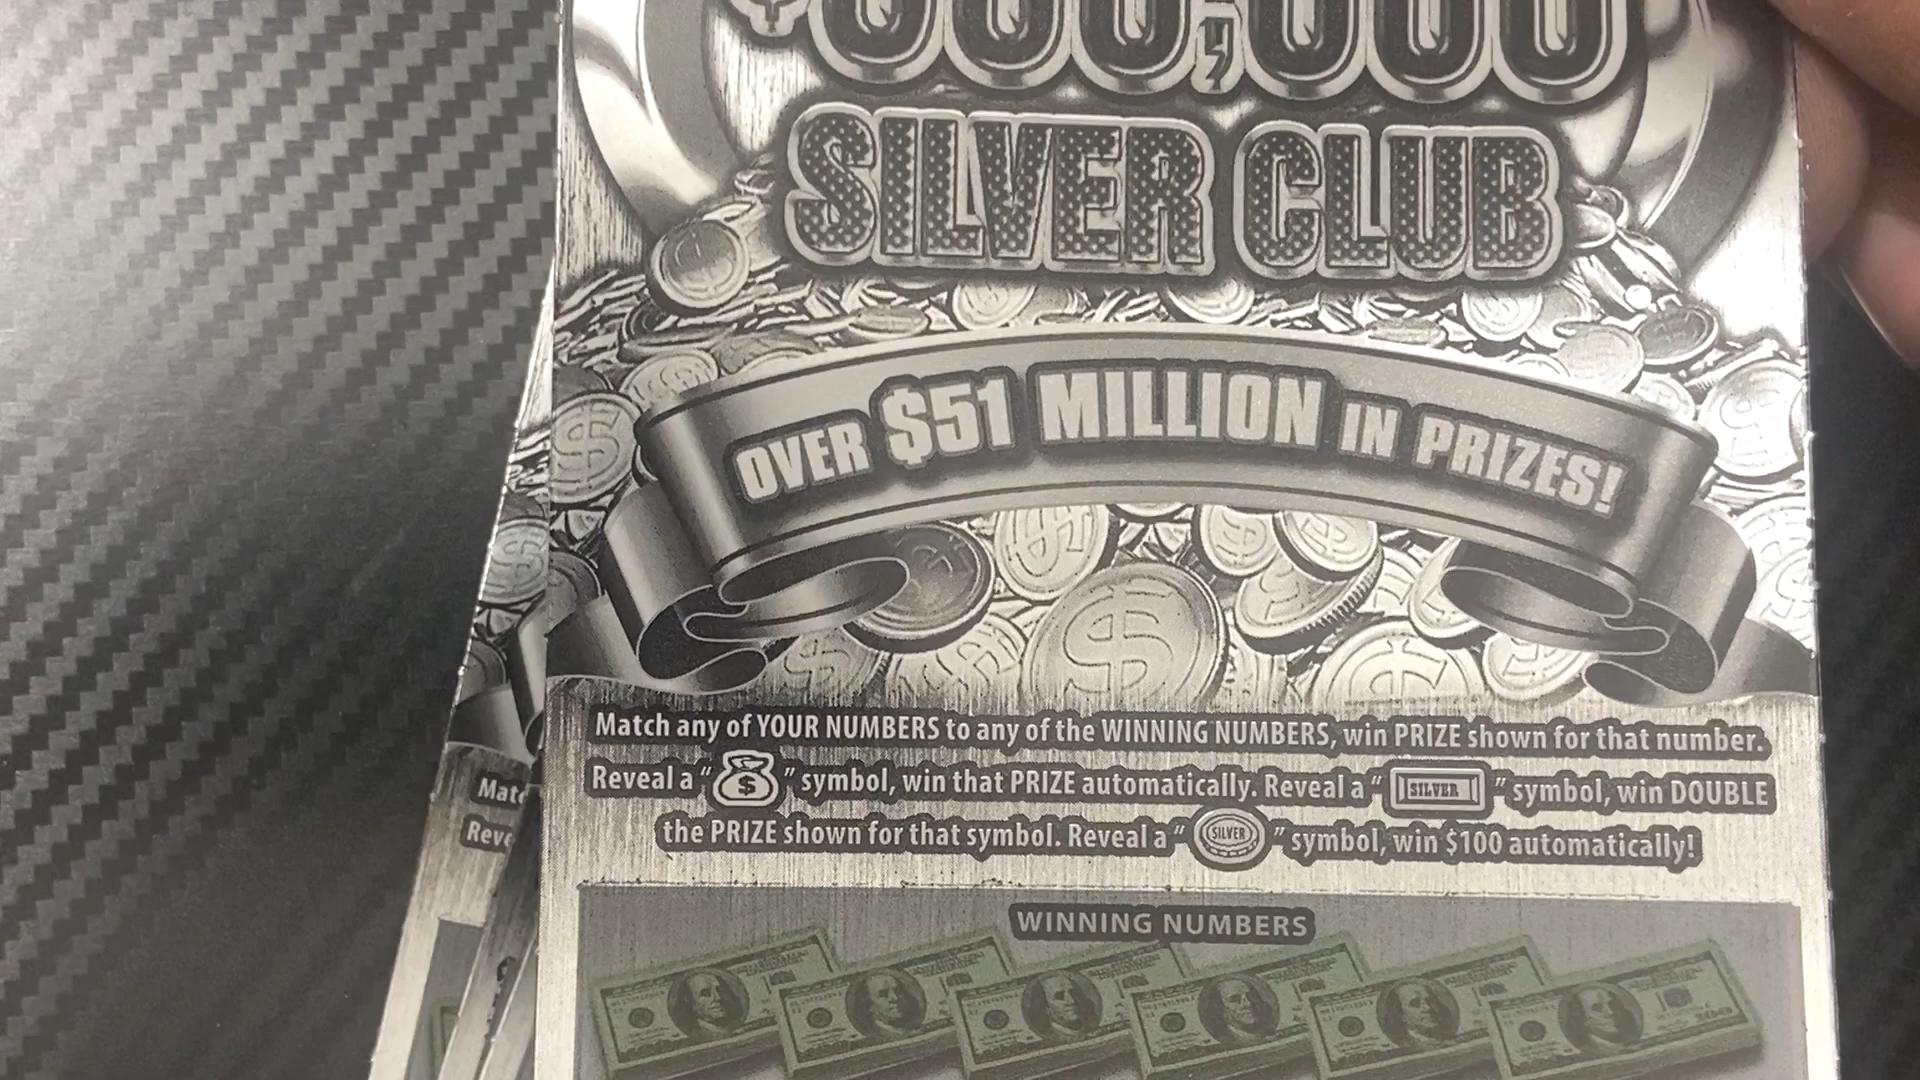 SILVER CLUB
OVER $51 MILLION IN PRIZES!
Match any of YOUR NUMBERS to any of the WINNING NUMBERS, win PRIZE shown for that number.
Reveal a “$” symbol, win that PRIZE automatically. Reveal a “SILVER” symbol, win DOUBLE
the PRIZE shown for that symbol. Reveal a “SILVER” symbol, win $100 automatically!
WINNING NUMBERS